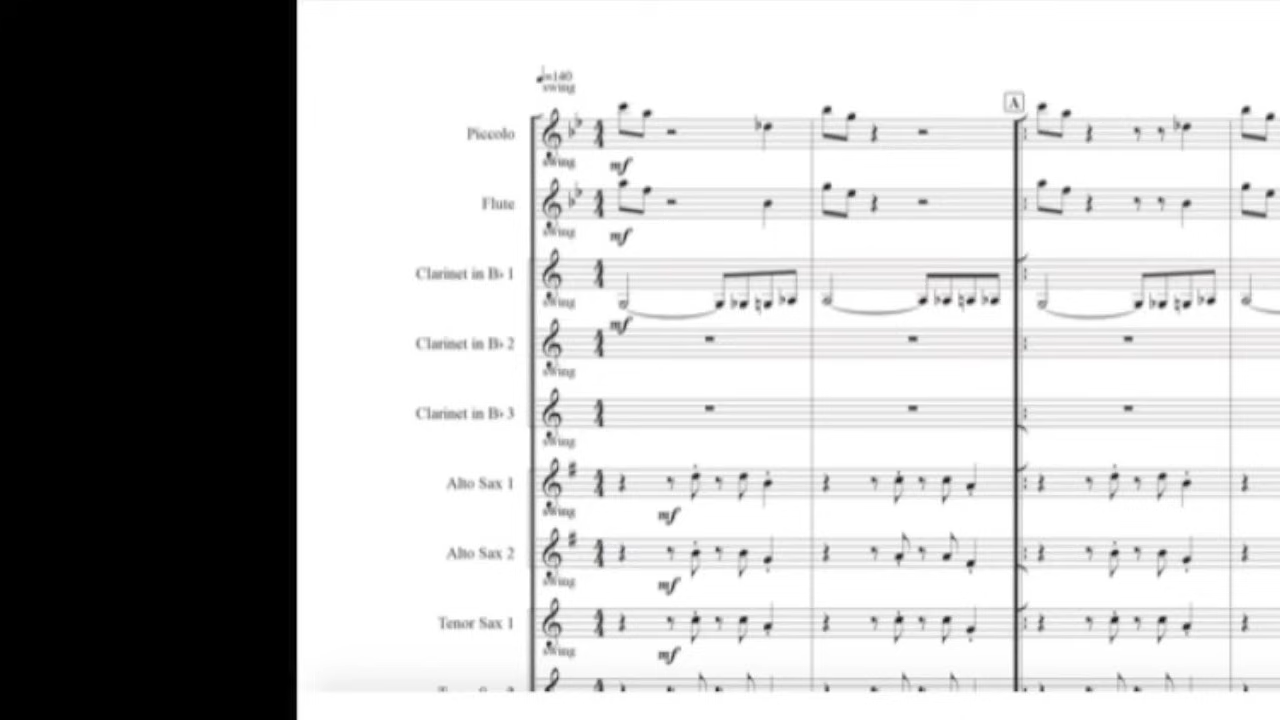 ♩=140
swing
A
Piccolo
swing
mf
Flute
swing
mf
Clarinet in B♭ 1
swing
mf
Clarinet in B♭ 2
swing
Clarinet in B♭ 3
swing
Alto Sax 1
swing
mf
Alto Sax 2
swing
mf
Tenor Sax 1
swing
mf